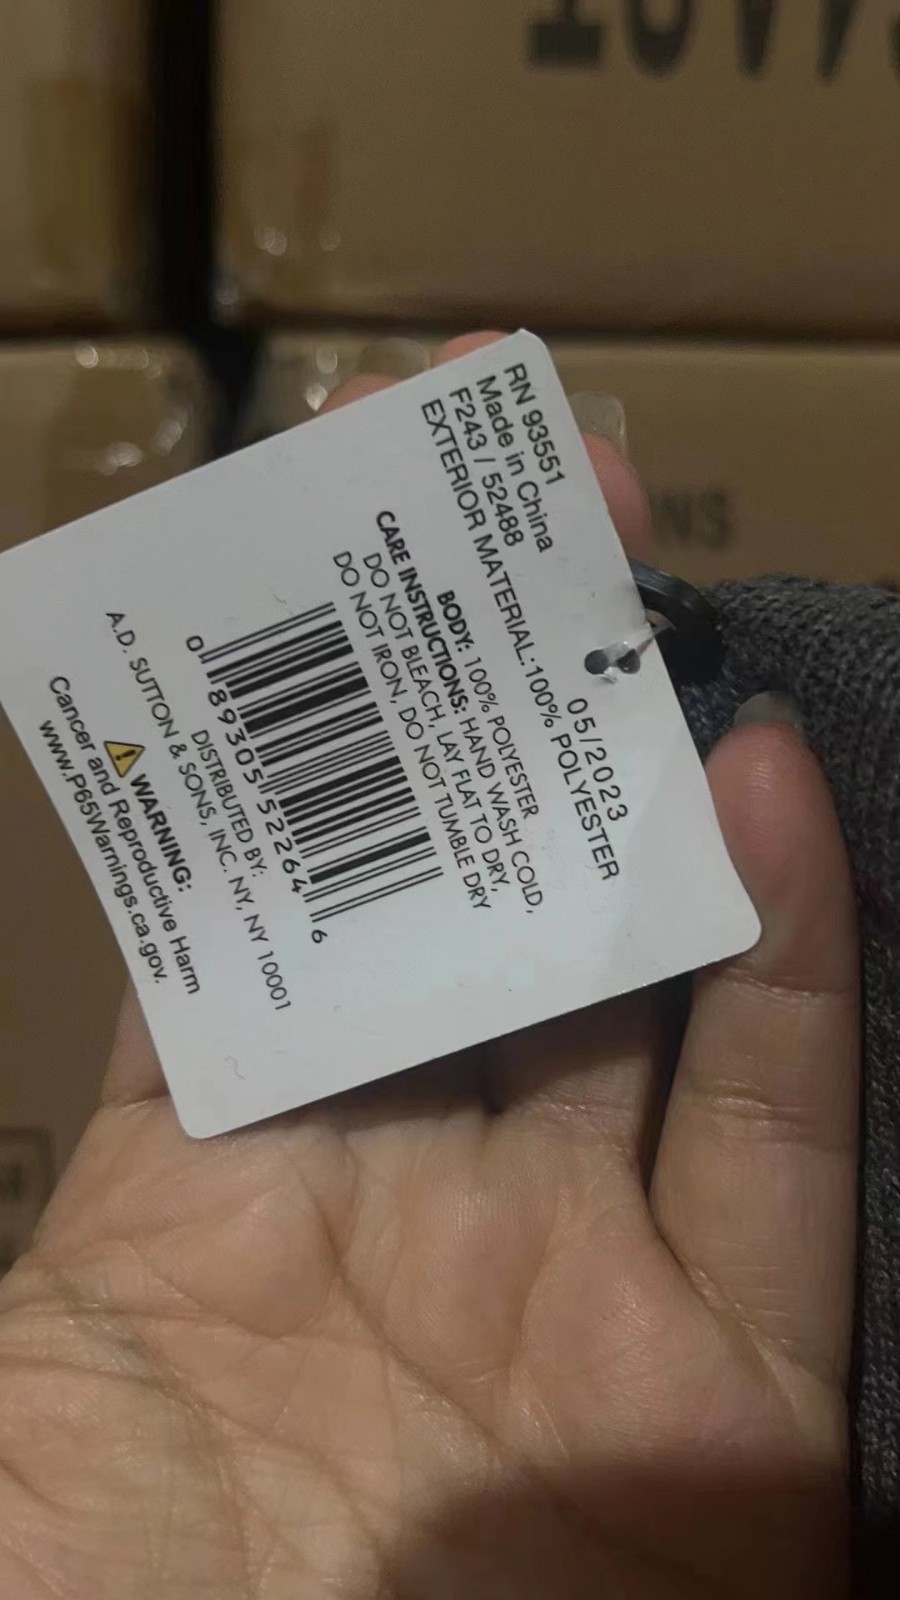 RN 93551
Made in China
F243 / 52488
05/2023
EXTERIOR MATERIAL:100% POLYESTER
BODY: 100% POLYESTER
CARE INSTRUCTIONS: HAND WASH COLD,
DO NOT BLEACH, LAY FLAT TO DRY,
DO NOT IRON, DO NOT TUMBLE DRY
0 89305 52264 6
DISTRIBUTED BY:
A.D. SUTTON & SONS, INC. NY, NY 10001
WARNING:
Cancer and Reproductive Harm
www.P65Warnings.ca.gov.
NS